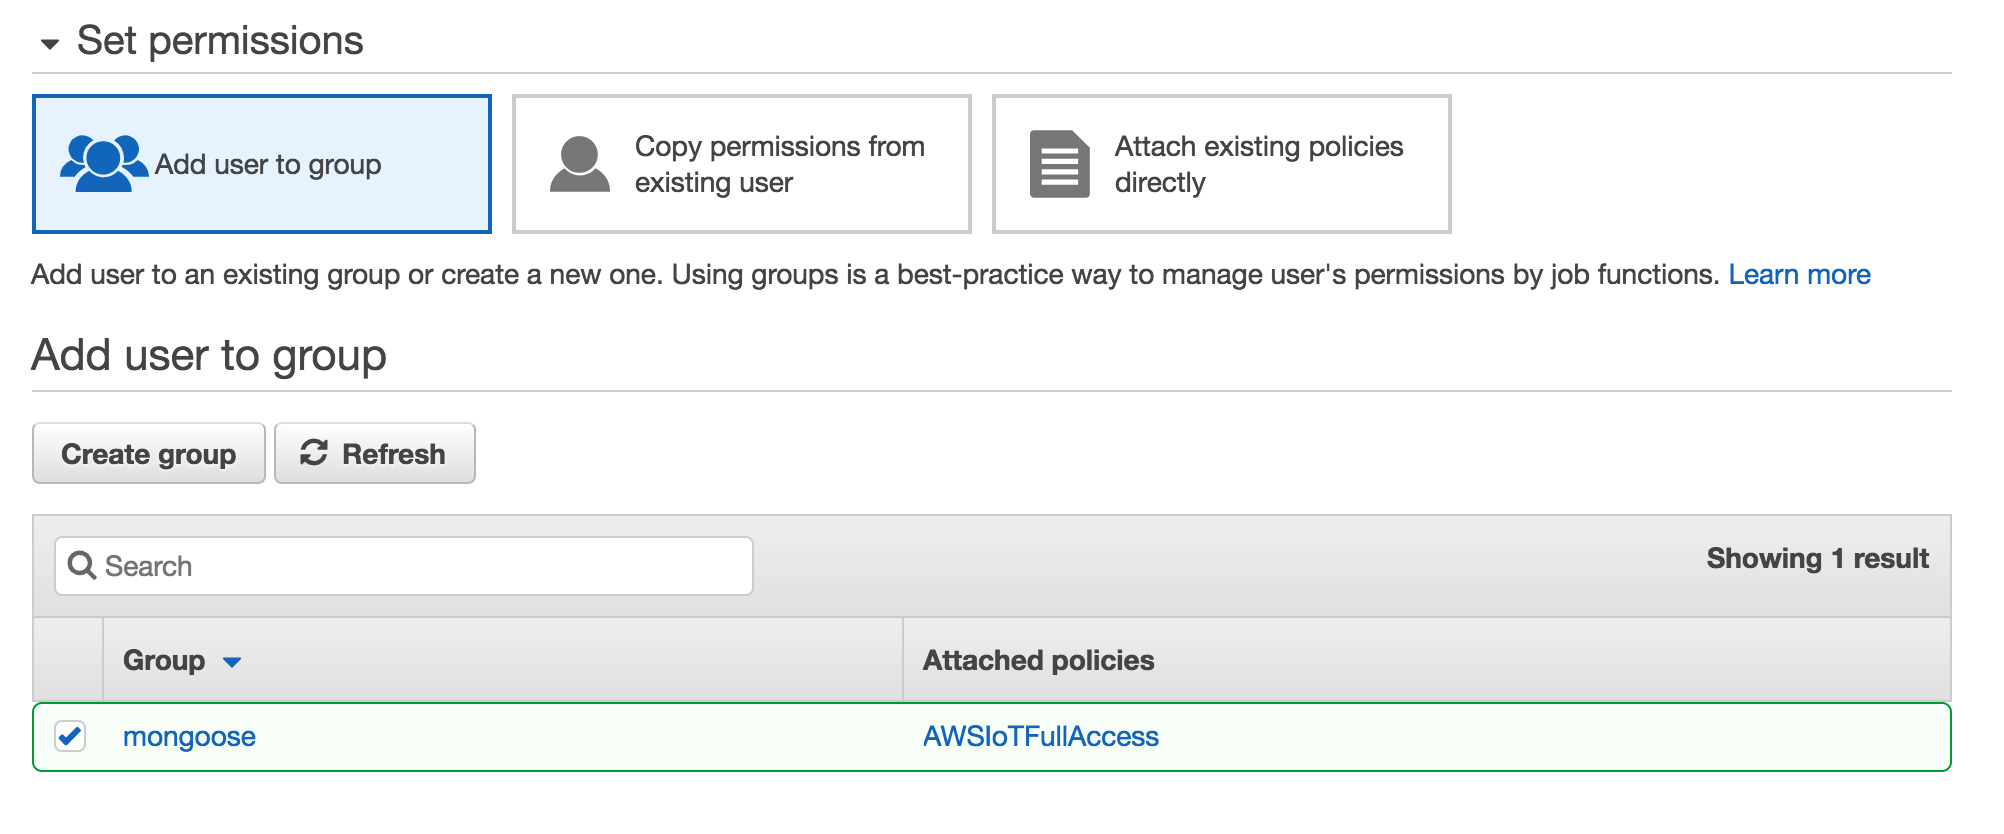 Set permissions
Add user to group
Copy permissions from
existing user
Attach existing policies
directly
Add user to an existing group or create a new one. Using groups is a best-practice way to manage user's permissions by job functions. Learn more
Add user to group
Create group
Refresh
Search
Showing 1 result
Group
Attached policies
mongoose
AWSIoTFullAccess